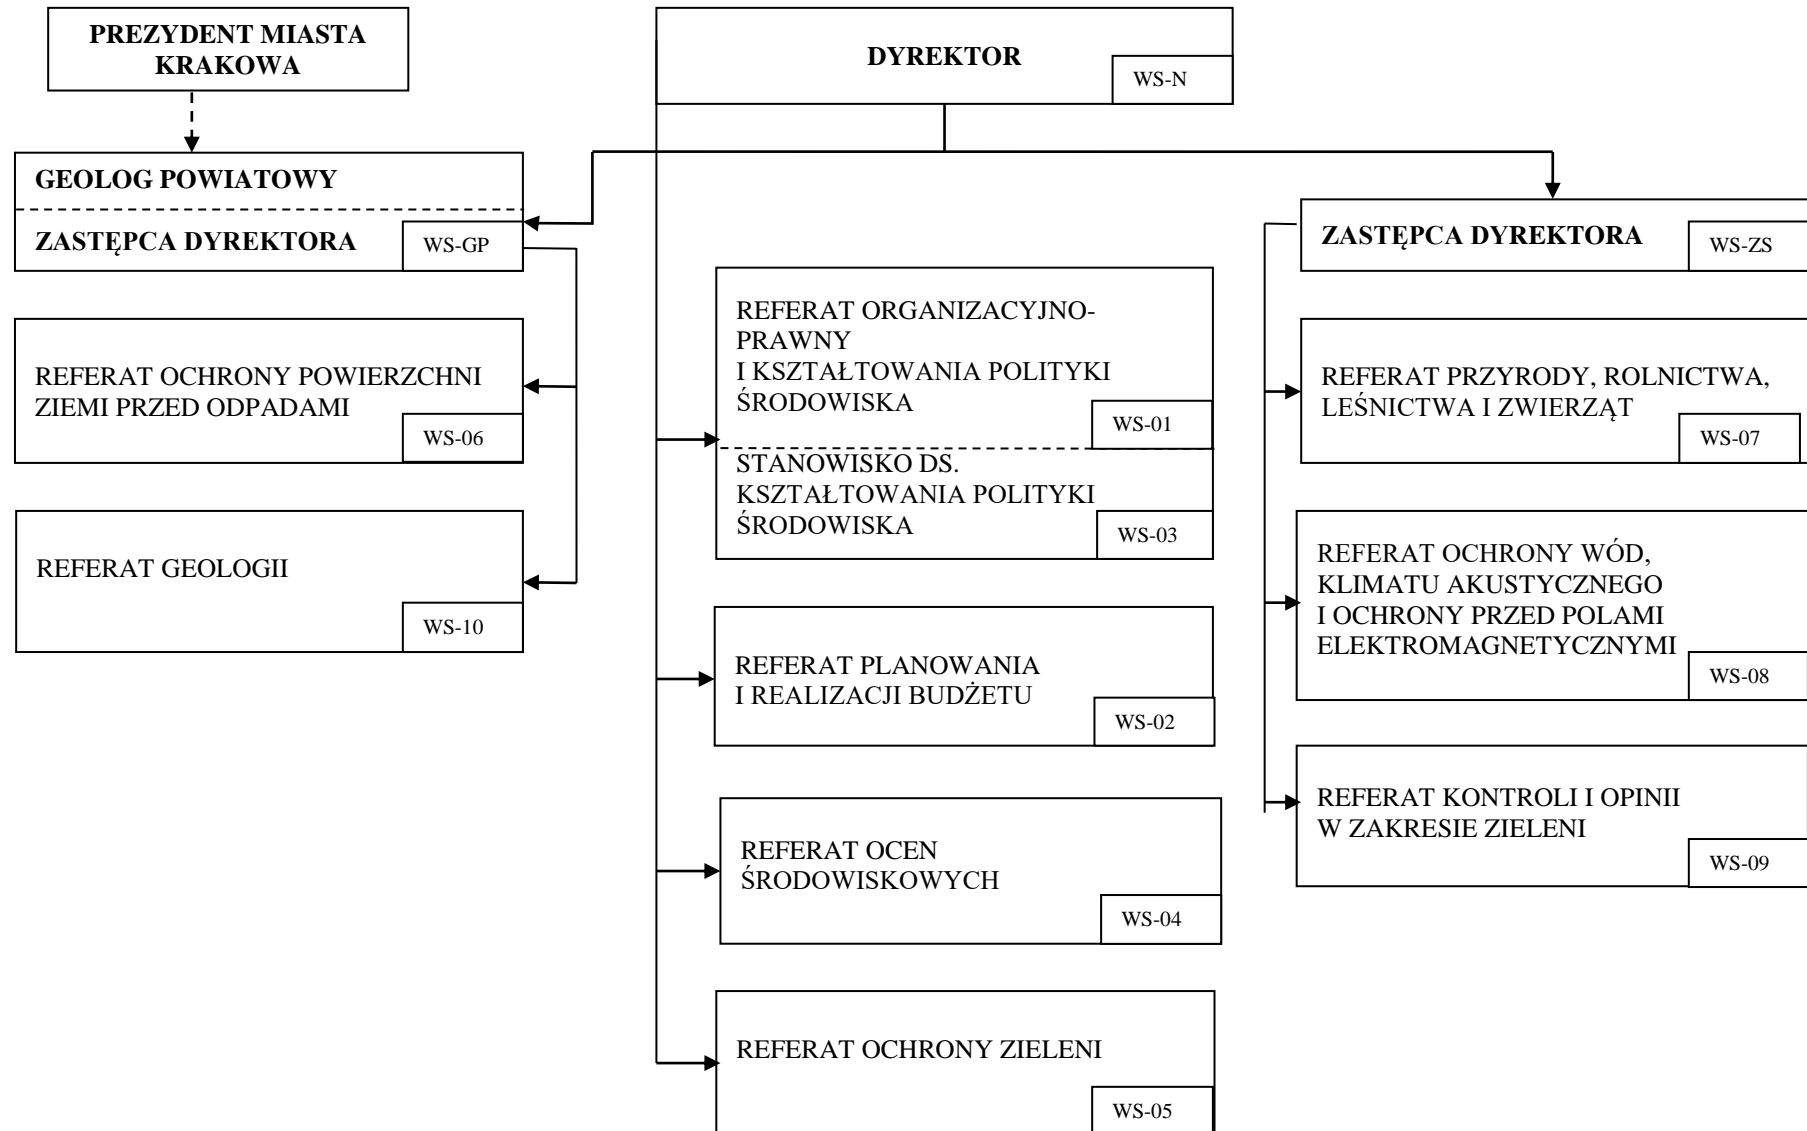 PREZYDENT MIASTA
KRAKOWA
DYREKTOR
WS-N
GEOLOG POWIATOWY
ZASTĘPCA DYREKTORA
WS-GP
REFERAT OCHRONY POWIERZCHNI
ZIEMI PRZED ODPADAMI
WS-06
REFERAT GEOLOGII
WS-10
REFERAT ORGANIZACYJNO-
PRAWNY
I KSZTAŁTOWANIA POLITYKI
ŚRODOWISKA
WS-01
STANOWISKO DS.
KSZTAŁTOWANIA POLITYKI
ŚRODOWISKA
WS-03
REFERAT PLANOWANIA
I REALIZACJI BUDŻETU
WS-02
REFERAT OCEN
ŚRODOWISKOWYCH
WS-04
REFERAT OCHRONY ZIELENI
WS-05
ZASTĘPCA DYREKTORA
WS-ZS
REFERAT PRZYRODY, ROLNICTWA,
LEŚNICTWA I ZWIERZĄT
WS-07
REFERAT OCHRONY WÓD,
KLIMATU AKUSTYCZNEGO
I OCHRONY PRZED POLAMI
ELEKTROMAGNETYCZNYMI
WS-08
REFERAT KONTROLI I OPINII
W ZAKRESIE ZIELENI
WS-09